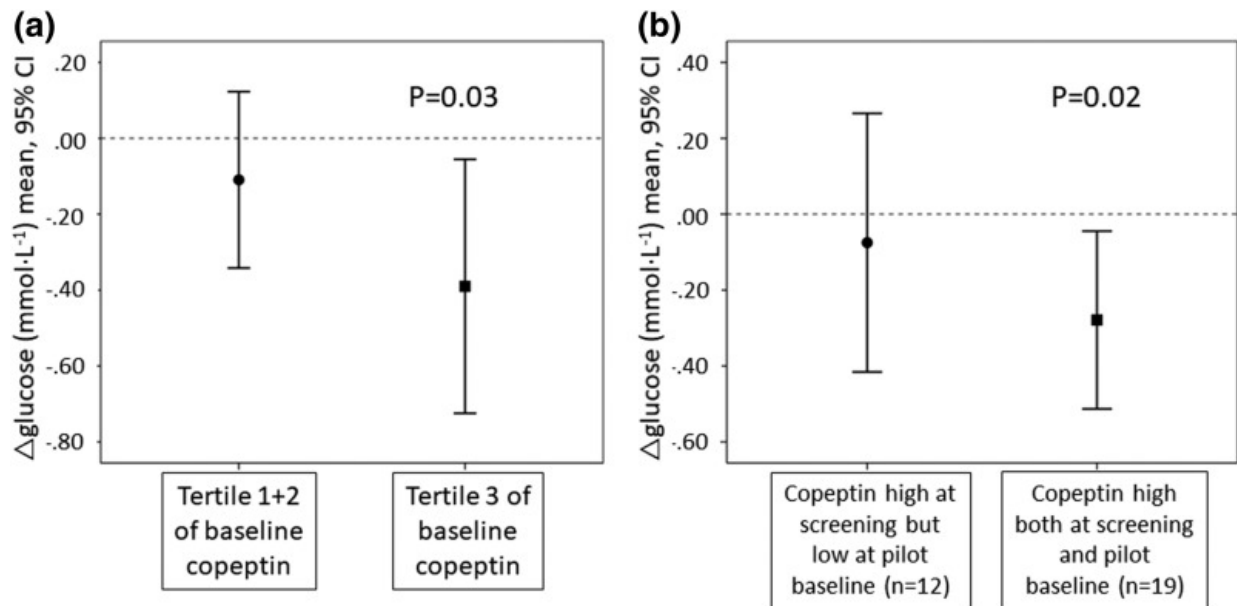 (a)
△glucose (mmol·L⁻¹) mean, 95% CI
.20
.00
-.20
-.40
-.60
-.80
P=0.03
Tertile 1+2
of baseline
copeptin
Tertile 3 of
baseline
copeptin
(b)
△glucose (mmol·L⁻¹) mean, 95% CI
.40
.20
.00
-.20
-.40
-.60
P=0.02
Copeptin high at
screening but
low at pilot
baseline (n=12)
Copeptin high
both at screening
and pilot
baseline (n=19)